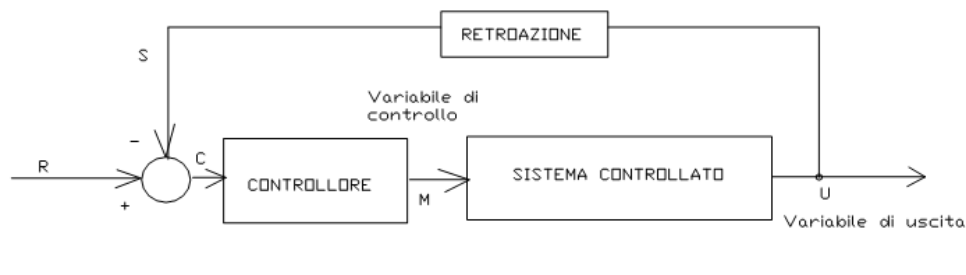 RETROAZIONE
S
Variabile di
controllo
-
R
C
CONTROLLORE
M
SISTEMA CONTROLLATO
+
U
Variabile di uscita